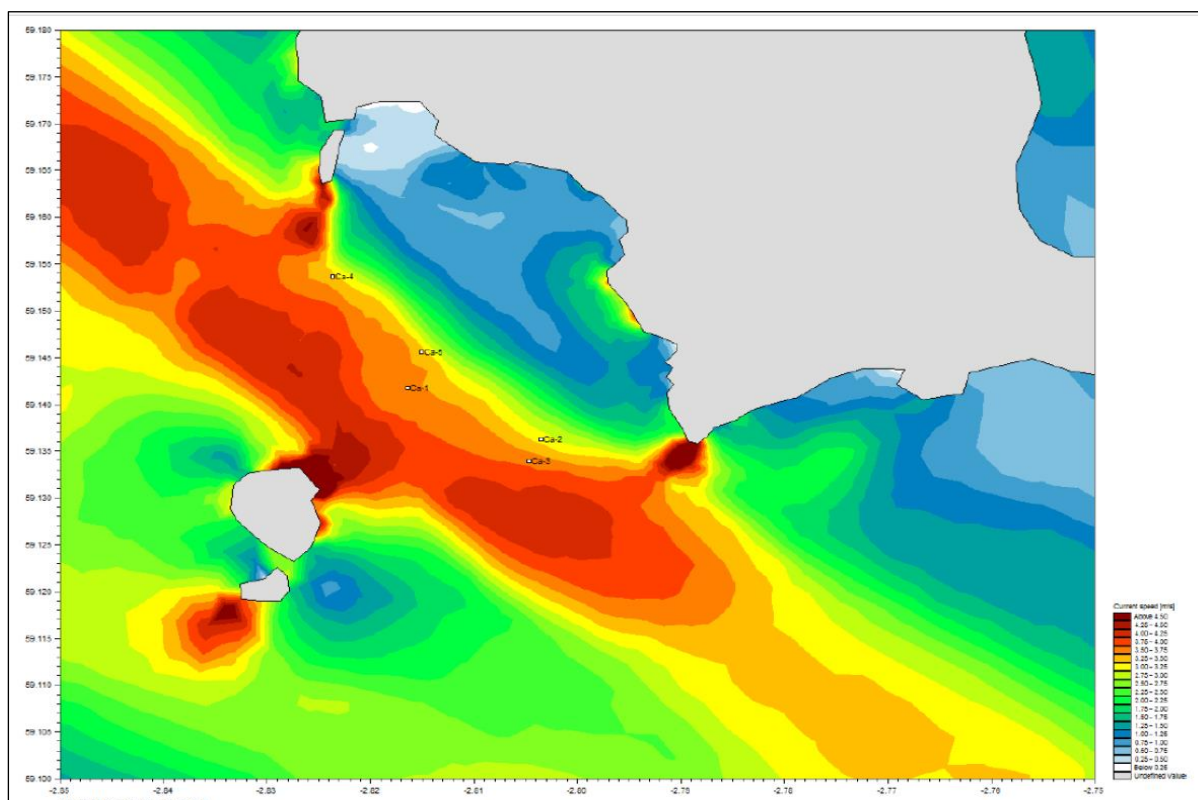 59.180
59.175
59.170
59.165
59.160
59.155
59.150
59.145
59.140
59.135
59.130
59.125
59.120
59.115
59.110
59.105
59.100
Ca-4
Ca-5
Ca-1
Ca-2
Ca-3
-2.85 -2.84 -2.83 -2.82 -2.81 -2.80 -2.79 -2.78 -2.77 -2.76 -2.75
Current speed [m/s]
Above 4.50
4.25 - 4.50
4.00 - 4.25
3.75 - 4.00
3.50 - 3.75
3.25 - 3.50
3.00 - 3.25
2.75 - 3.00
2.50 - 2.75
2.25 - 2.50
2.00 - 2.25
1.75 - 2.00
1.50 - 1.75
1.25 - 1.50
1.00 - 1.25
0.75 - 1.00
0.50 - 0.75
0.25 - 0.50
Below 0.25
Undefined Value